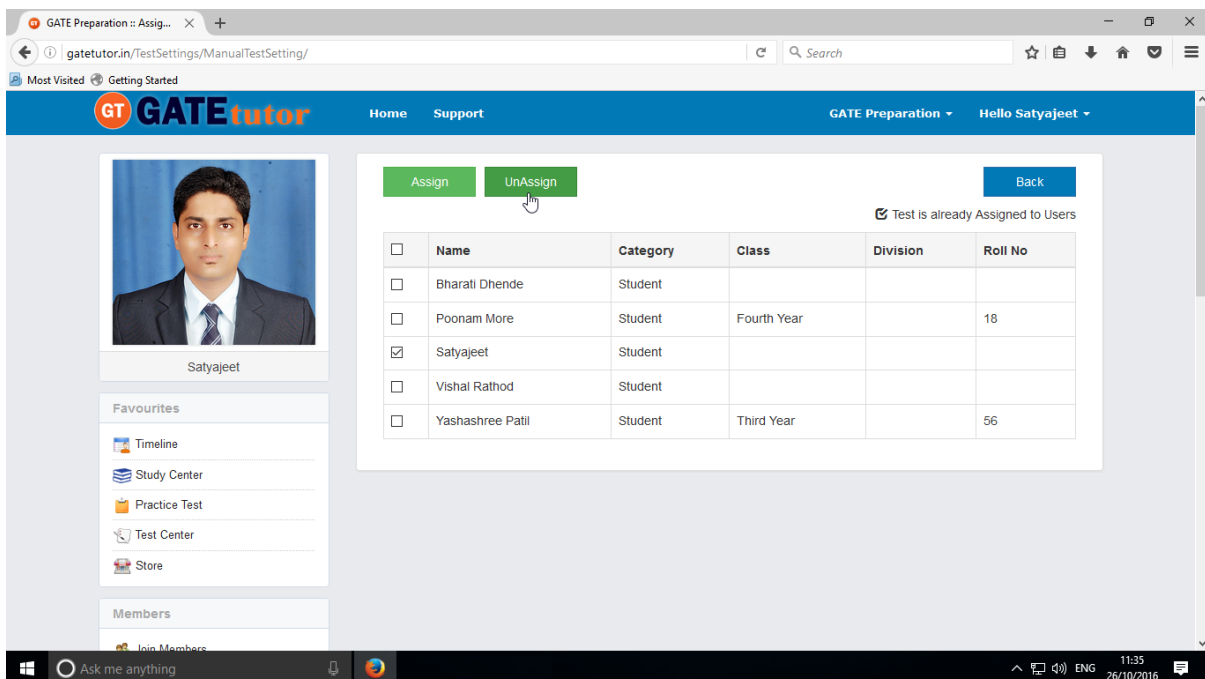 GATE Preparation :: Assig...
gatetutor.in/TestSettings/ManualTestSetting/
Search
Most Visited Getting Started
GT GATEtutor Home Support GATE Preparation Hello Satyajeet
Assign UnAssign Back
Test is already Assigned to Users
Name Category Class Division Roll No
Bharati Dhende Student
Poonam More Student Fourth Year 18
Satyajeet Student
Vishal Rathod Student
Yashashree Patil Student Third Year 56
Satyajeet
Favourites
Timeline
Study Center
Practice Test
Test Center
Store
Members
Join Members
Ask me anything
ENG
11:35
26/10/2016